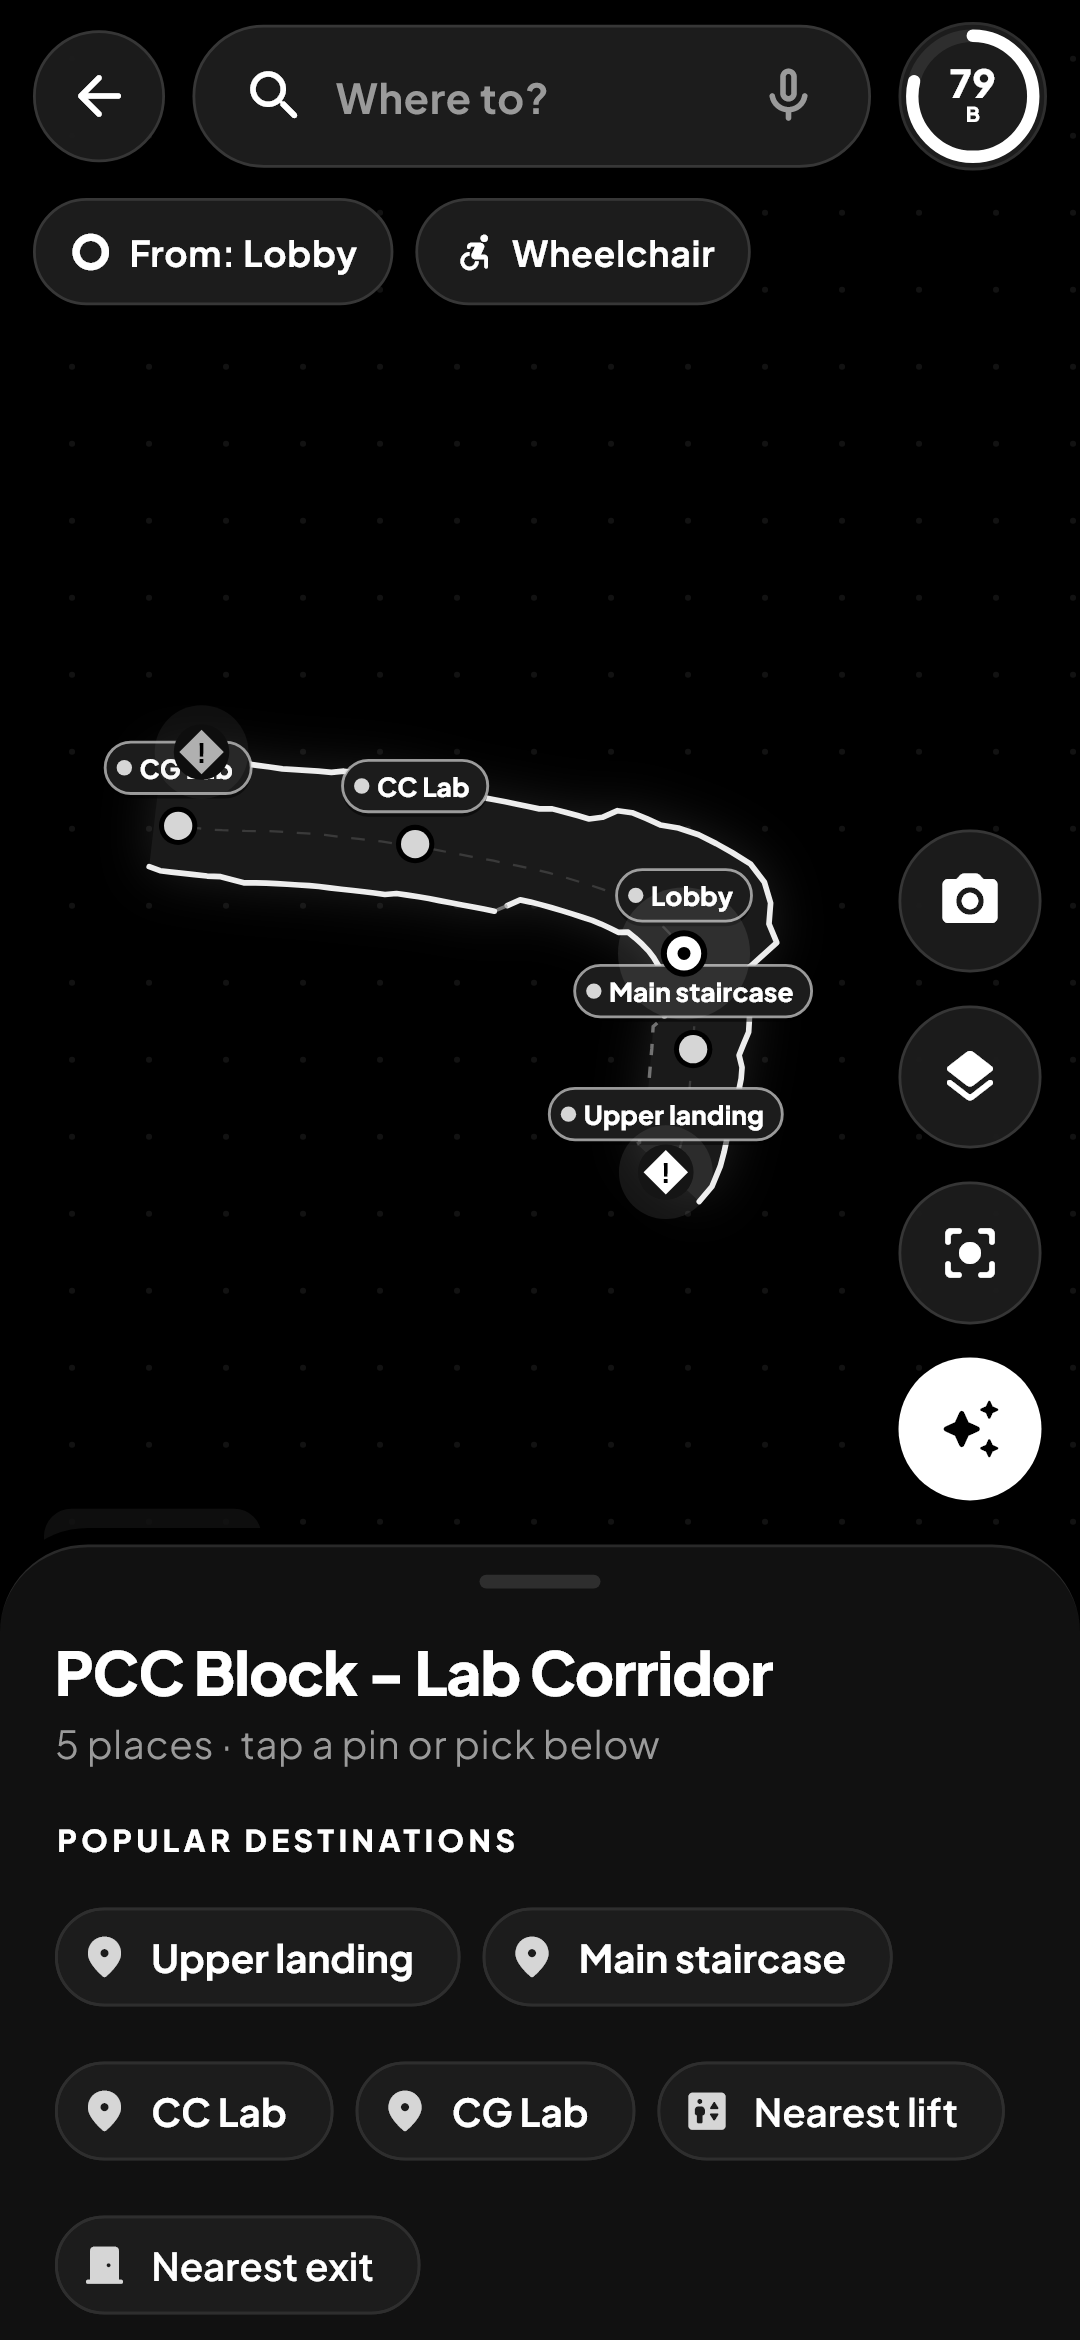 Where to?
79
B
From: Lobby
Wheelchair
!
CG
CC Lab
Lobby
Main staircase
Upper landing
!
PCC Block – Lab Corridor
5 places · tap a pin or pick below
POPULAR DESTINATIONS
Upper landing
Main staircase
CC Lab
CG Lab
Nearest lift
Nearest exit